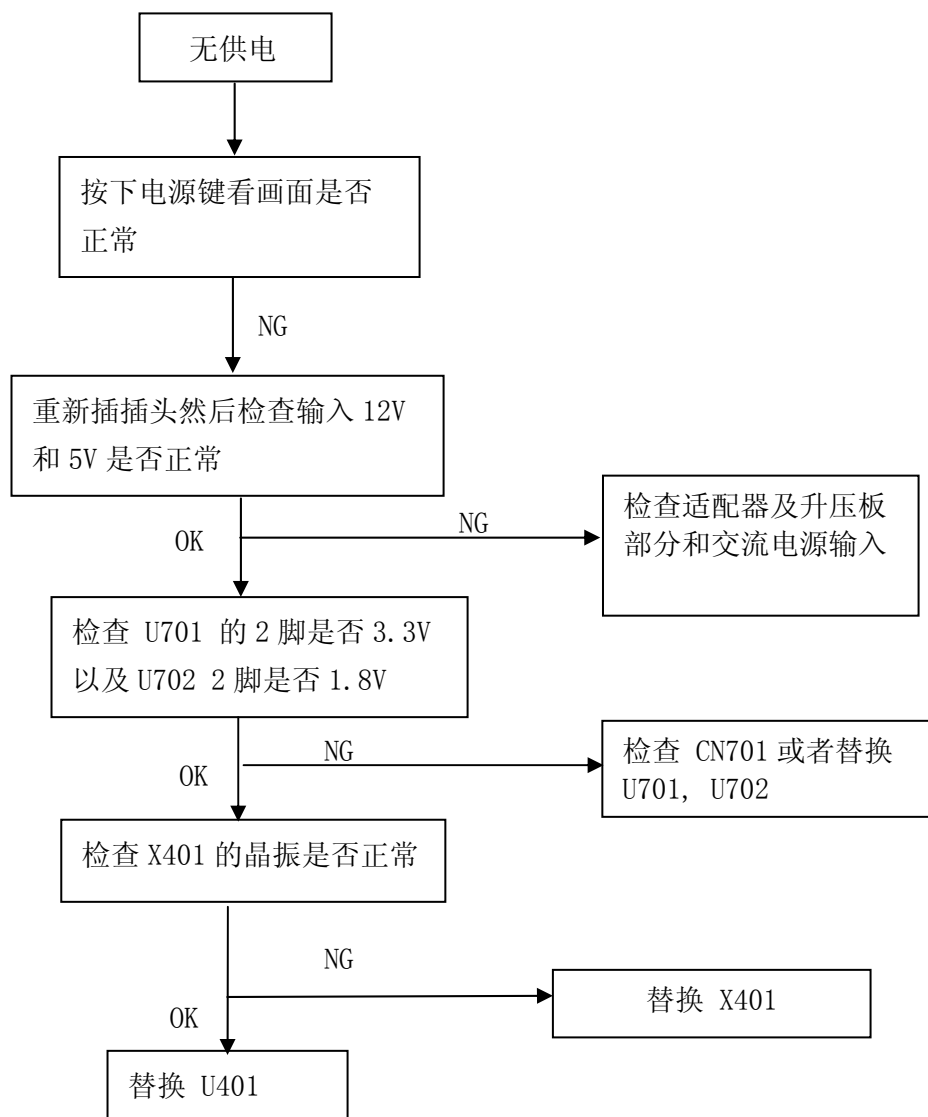 无供电
按下电源键看画面是否
正常
NG
重新插插头然后检查输入 12V
和 5V 是否正常
OK
NG
检查适配器及升压板
部分和交流电源输入
检查 U701 的 2 脚是否 3.3V
以及 U702 2 脚是否 1.8V
OK
NG
检查 CN701 或者替换
U701, U702
检查 X401 的晶振是否正常
NG
替换 X401
OK
替换 U401